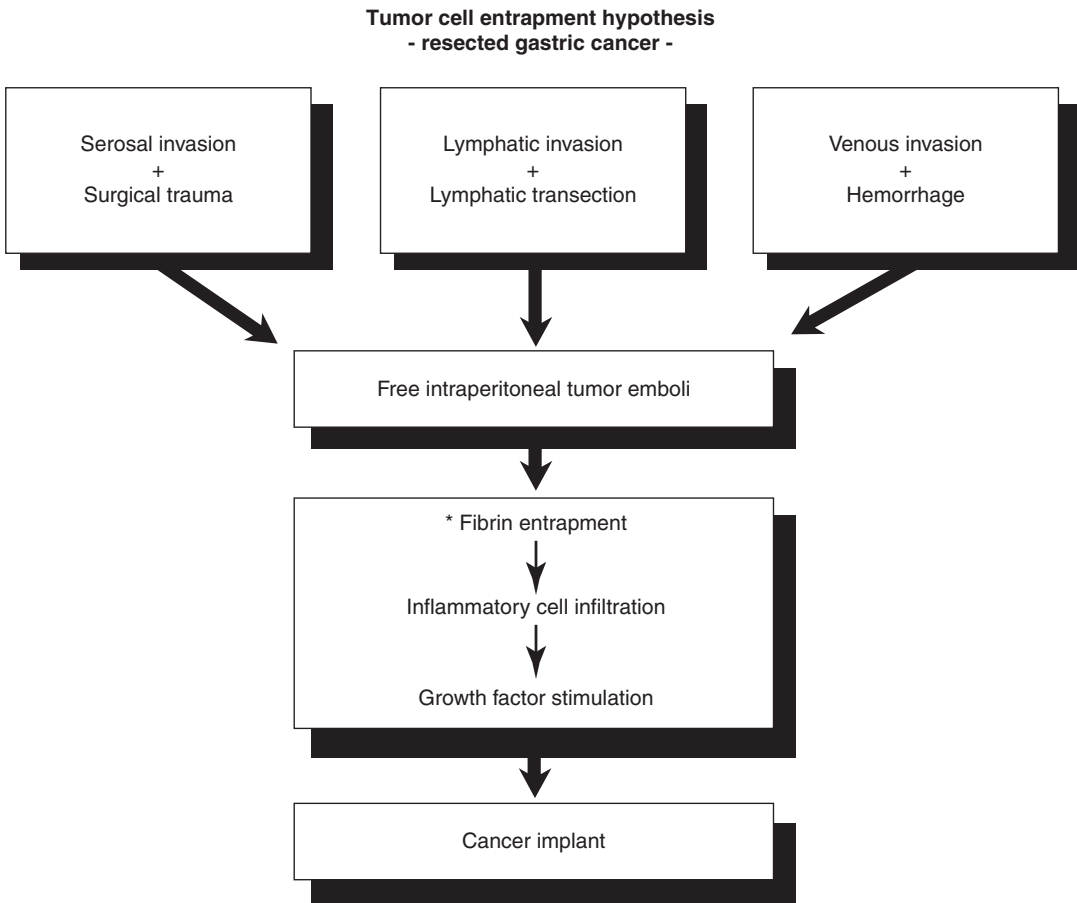 Tumor cell entrapment hypothesis
- resected gastric cancer -
Serosal invasion
+
Surgical trauma
Lymphatic invasion
+
Lymphatic transection
Venous invasion
+
Hemorrhage
Free intraperitoneal tumor emboli
* Fibrin entrapment
Inflammatory cell infiltration
Growth factor stimulation
Cancer implant